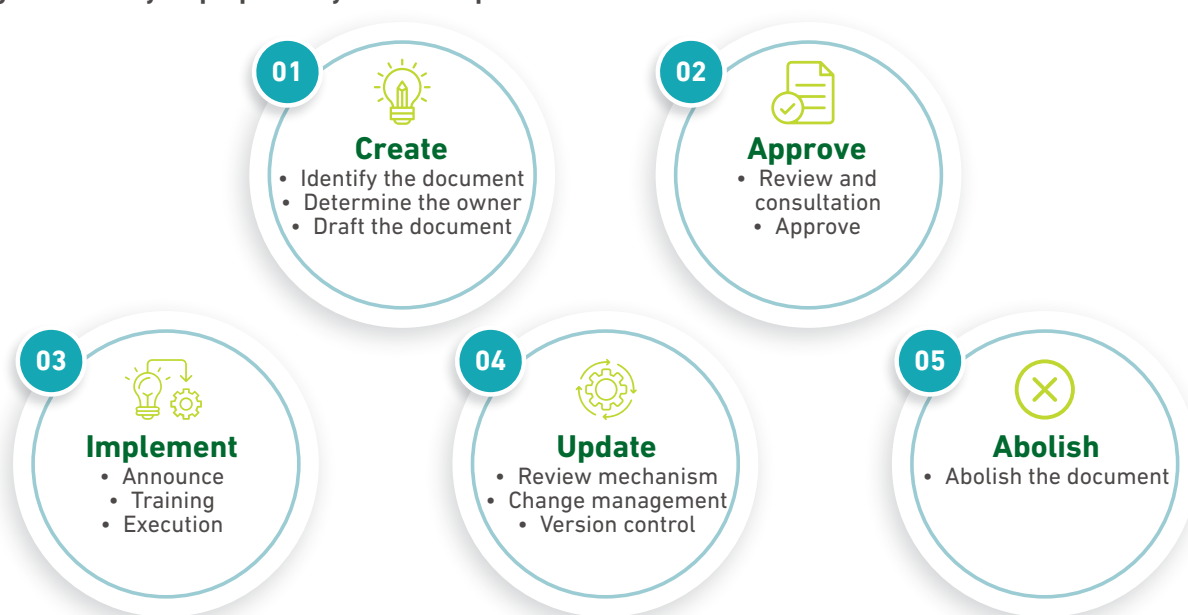 01
Create
• Identify the document
• Determine the owner
• Draft the document
02
Approve
• Review and
consultation
• Approve
03
Implement
• Announce
• Training
• Execution
04
Update
• Review mechanism
• Change management
• Version control
05
Abolish
• Abolish the document